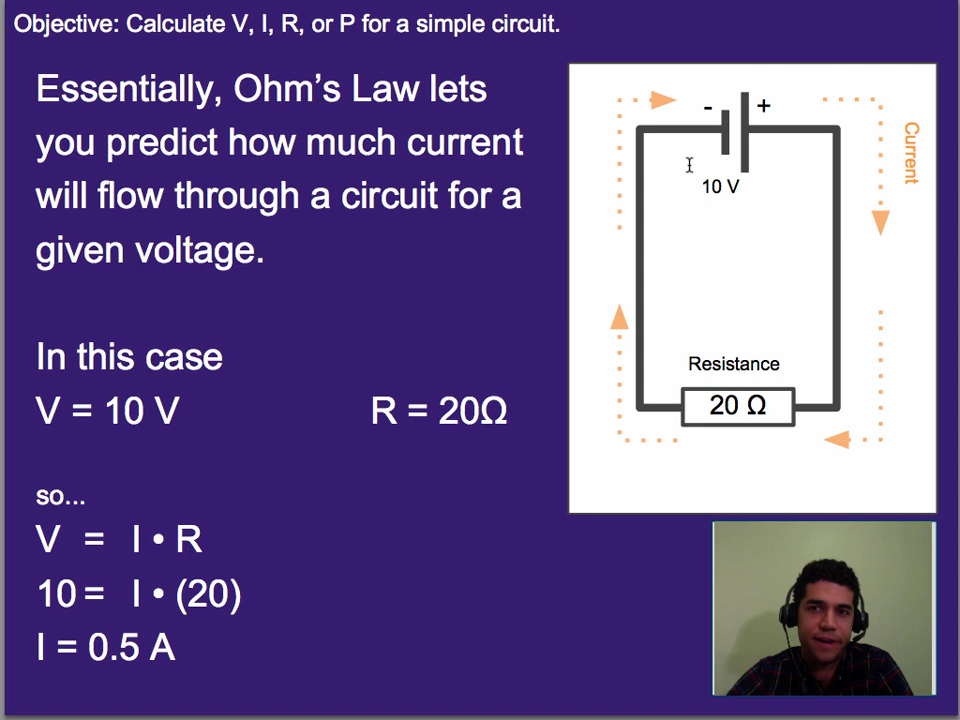 Objective: Calculate V, I, R, or P for a simple circuit.
Essentially, Ohm's Law lets
you predict how much current
will flow through a circuit for a
given voltage.
In this case
V = 10 V R = 20Ω
so...
V = I • R
10 = I • (20)
I = 0.5 A
- +
10 V
Current
Resistance
20 Ω